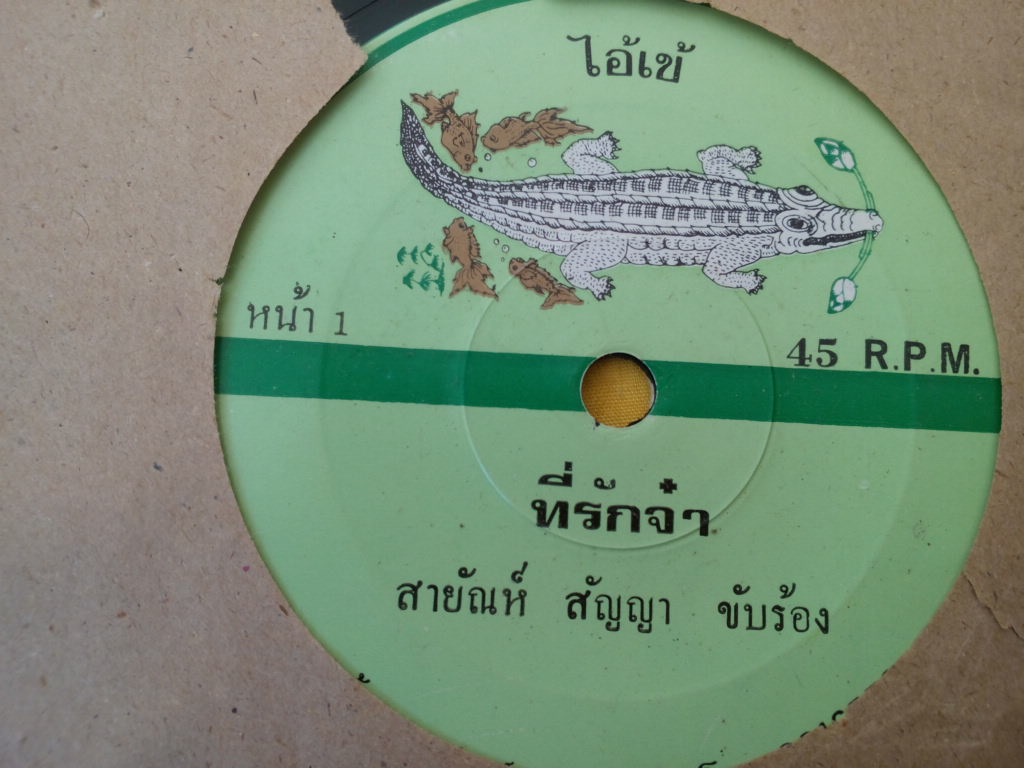 ไอ้เข้
หน้า 1
45 R.P.M.
ที่รักจ๋า
สายัณห์ สัญญา ขับร้อง